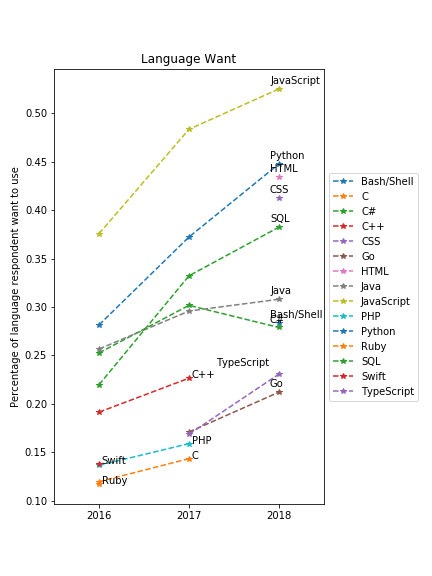 Language Want
Percentage of language respondent want to use
0.50
0.45
0.40
0.35
0.30
0.25
0.20
0.15
0.10
2016
2017
2018
JavaScript
Python
HTML
CSS
SQL
Java
Bash/Shell
C#
TypeScript
Go
C++
PHP
C
Swift
Ruby
Bash/Shell
C
C#
C++
CSS
Go
HTML
Java
JavaScript
PHP
Python
Ruby
SQL
Swift
TypeScript